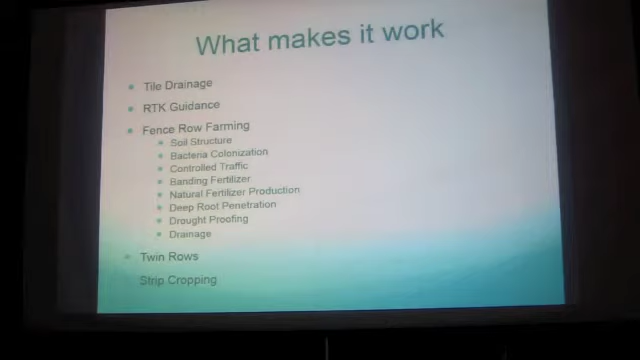 What makes it work
Tile Drainage
RTK Guidance
Fence Row Farming
Soil Structure
Bacteria Colonization
Controlled Traffic
Banding Fertilizer
Natural Fertilizer Production
Deep Root Penetration
Drought Proofing
Drainage
Twin Rows
Strip Cropping